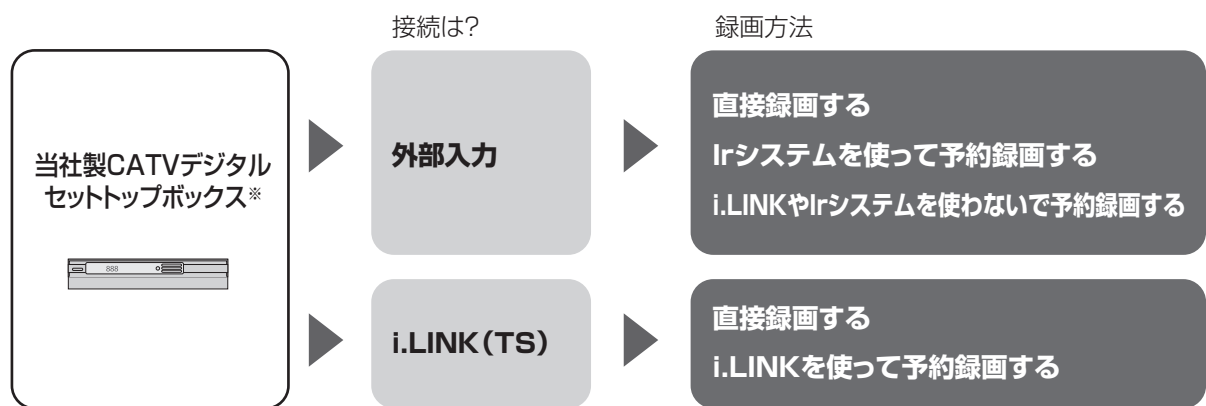 接続は?
録画方法
当社製CATVデジタル
セットトップボックス※
888
外部入力
直接録画する
Irシステムを使って予約録画する
i.LINKやIrシステムを使わないで予約録画する
i.LINK(TS)
直接録画する
i.LINKを使って予約録画する